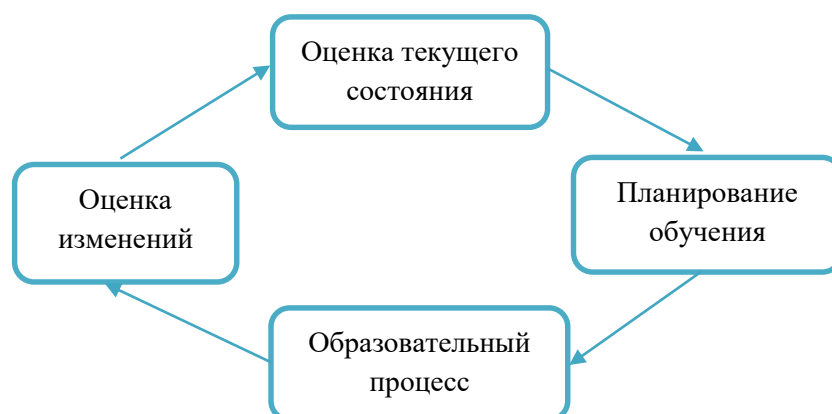 Оценка текущего
состояния
Планирование
обучения
Образовательный
процесс
Оценка
изменений